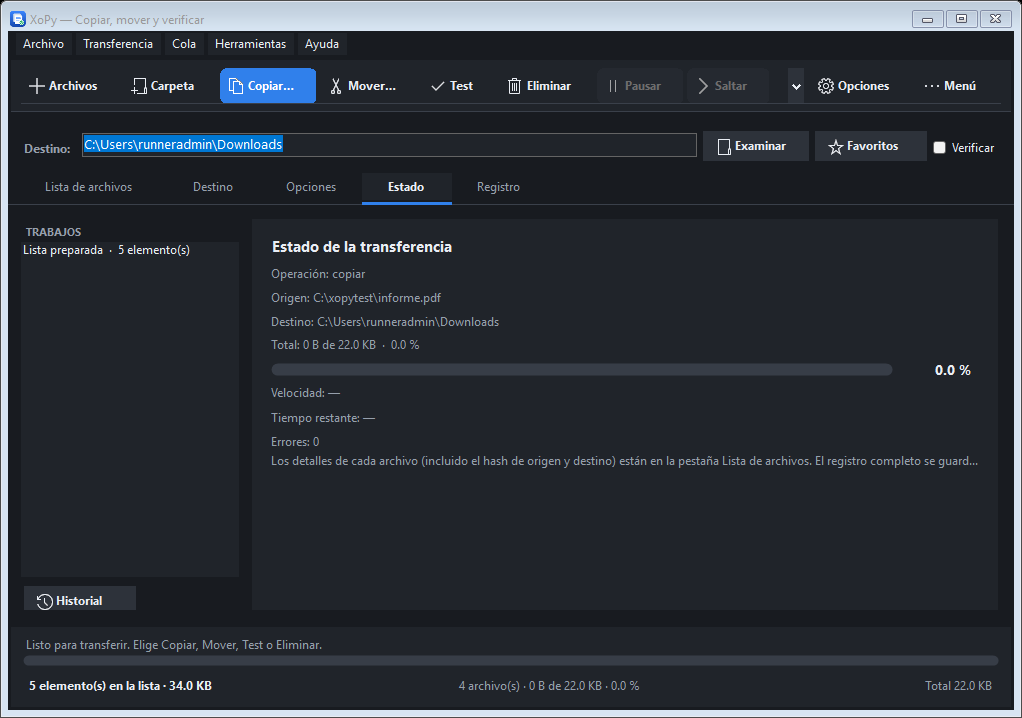 XoPy — Copiar, mover y verificar
Archivo Transferencia Cola Herramientas Ayuda
Archivos Carpeta Copiar... Mover... Test Eliminar Pausar Saltar Opciones ··· Menú
Destino: C:\Users\runneradmin\Downloads Examinar Favoritos Verificar
Lista de archivos Destino Opciones Estado Registro
TRABAJOS
Lista preparada · 5 elemento(s)
Estado de la transferencia
Operación: copiar
Origen: C:\xopytest\informe.pdf
Destino: C:\Users\runneradmin\Downloads
Total: 0 B de 22.0 KB · 0.0 %
0.0 %
Velocidad: —
Tiempo restante: —
Errores: 0
Los detalles de cada archivo (incluido el hash de origen y destino) están en la pestaña Lista de archivos. El registro completo se guard...
Historial
Listo para transferir. Elige Copiar, Mover, Test o Eliminar.
5 elemento(s) en la lista · 34.0 KB 4 archivo(s) · 0 B de 22.0 KB · 0.0 % Total 22.0 KB